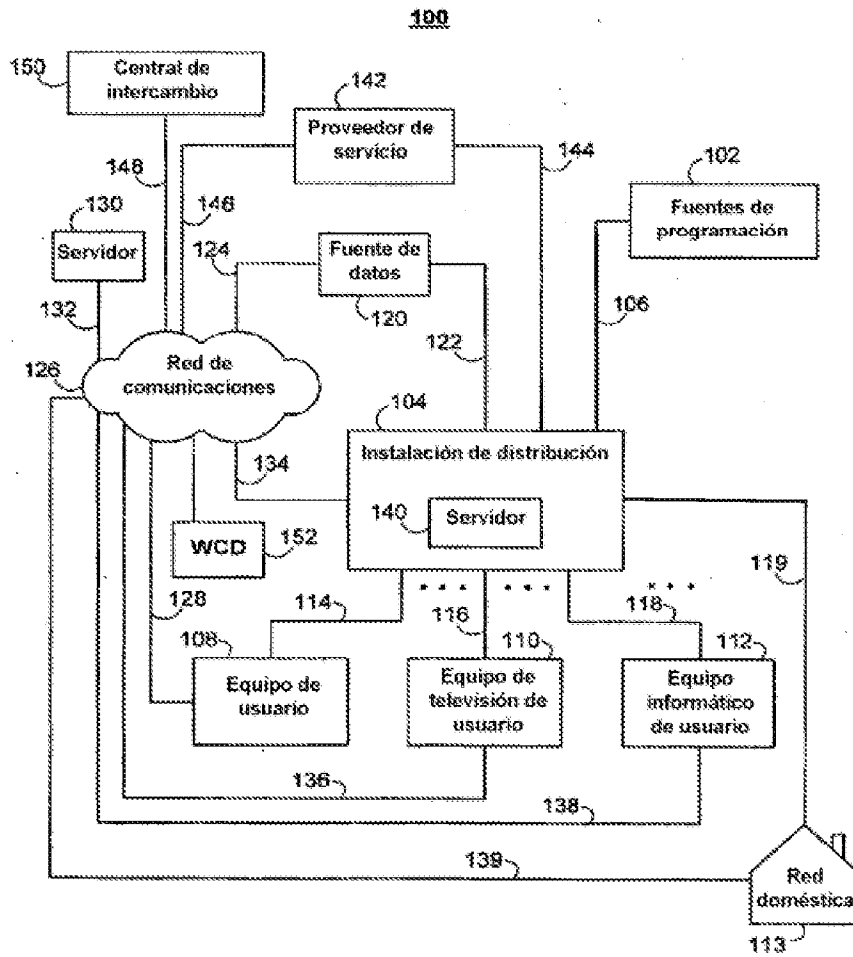 100
150
Central de
intercambio
142
Proveedor de
servicio
148
146
144
102
Fuentes de
programación
130
Servidor
124
Fuente de
datos
120
132
122
106
126
Red de
comunicaciones
104
Instalación de distribución
134
140
Servidor
WCD
152
119
128
114
116
118
108
Equipo de
usuario
110
Equipo de
televisión de
usuario
112
Equipo
informático
de usuario
136
138
139
Red
doméstica
113